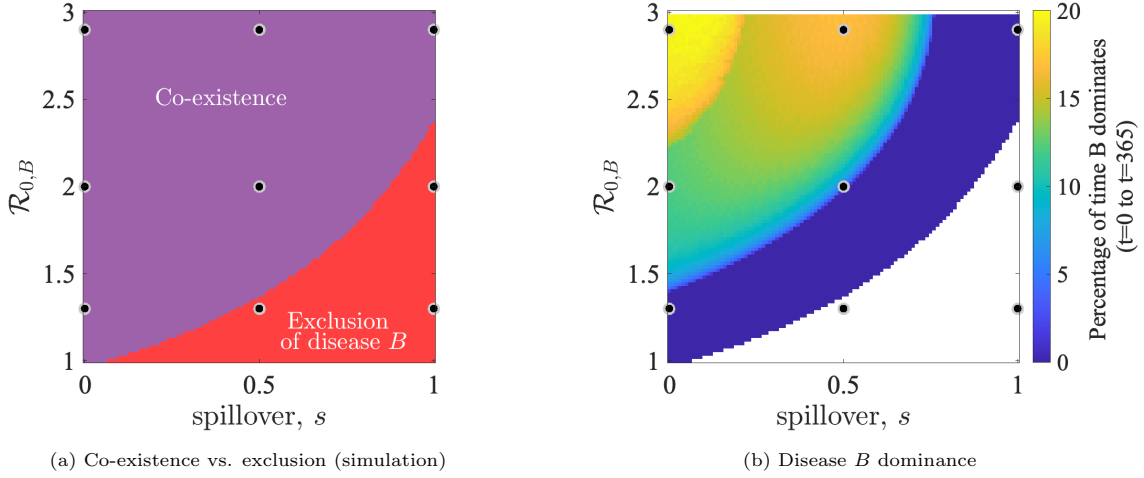 3
2.5
2
1.5
1
0
0.5
1
ℛ₀,B
spillover, s
Co-existence
Exclusion
of disease B
(a) Co-existence vs. exclusion (simulation)
3
2.5
2
1.5
1
0
0.5
1
ℛ₀,B
spillover, s
20
15
10
5
0
Percentage of time B dominates
(t=0 to t=365)
(b) Disease B dominance